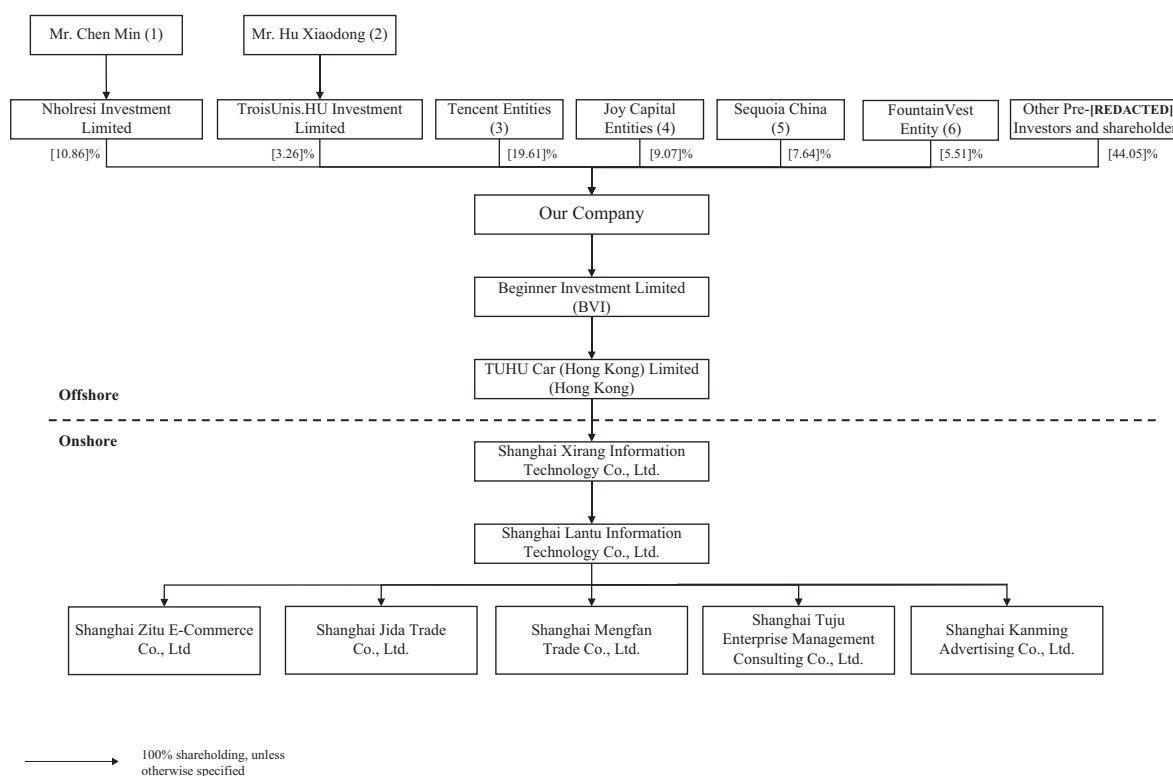 Mr. Chen Min (1)
Mr. Hu Xiaodong (2)
Nholresi Investment
Limited
TroisUnis.HU Investment
Limited
Tencent Entities
(3)
Joy Capital
Entities (4)
Sequoia China
(5)
FountainVest
Entity (6)
Other Pre-[REDACTED]
Investors and shareholder
[10.86]%
[3.26]%
[19.61]%
[9.07]%
[7.64]%
[5.51]%
[44.05]%
Our Company
Beginner Investment Limited
(BVI)
TUHU Car (Hong Kong) Limited
(Hong Kong)
Offshore
Onshore
Shanghai Xirang Information
Technology Co., Ltd.
Shanghai Lantu Information
Technology Co., Ltd.
Shanghai Zitu E-Commerce
Co., Ltd
Shanghai Jida Trade
Co., Ltd.
Shanghai Mengfan
Trade Co., Ltd.
Shanghai Tuju
Enterprise Management
Consulting Co., Ltd.
Shanghai Kanming
Advertising Co., Ltd.
100% shareholding, unless
otherwise specified